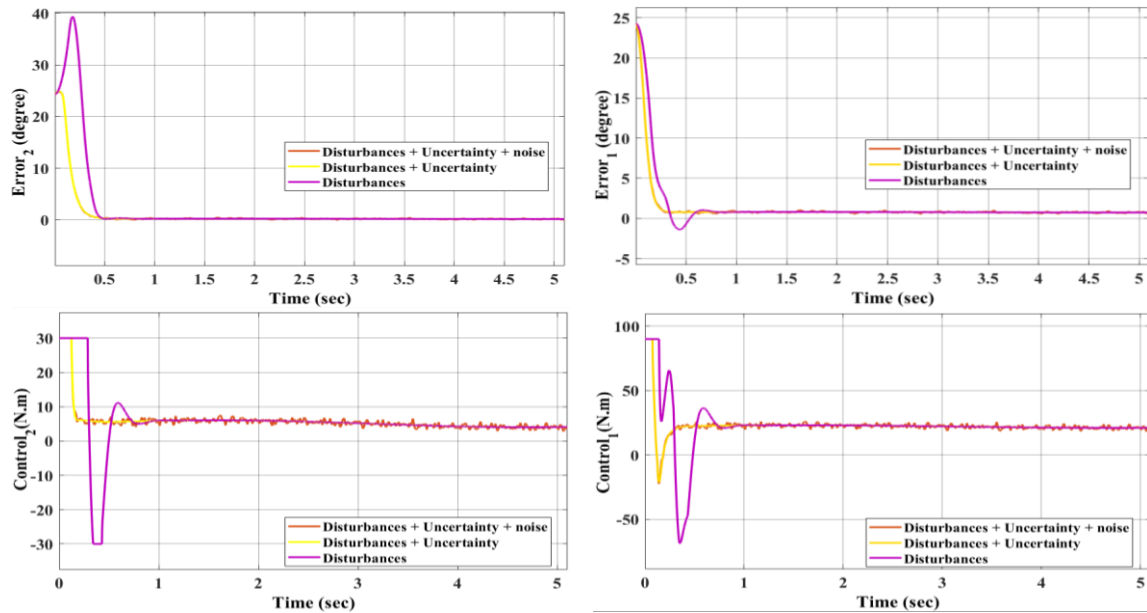 40
30
20
10
0
Error2 (degree)
Disturbances + Uncertainty + noise
Disturbances + Uncertainty
Disturbances
0.5 1 1.5 2 2.5 3 3.5 4 4.5 5
Time (sec)
25
20
15
10
5
0
-5
Error1 (degree)
Disturbances + Uncertainty + noise
Disturbances + Uncertainty
Disturbances
0.5 1 1.5 2 2.5 3 3.5 4 4.5 5
Time (sec)
30
20
10
0
-10
-20
-30
Control2(N.m)
Disturbances + Uncertainty + noise
Disturbances + Uncertainty
Disturbances
0 1 2 3 4 5
Time (sec)
100
50
0
-50
Control1(N.m)
Disturbances + Uncertainty + noise
Disturbances + Uncertainty
Disturbances
0 1 2 3 4 5
Time (sec)